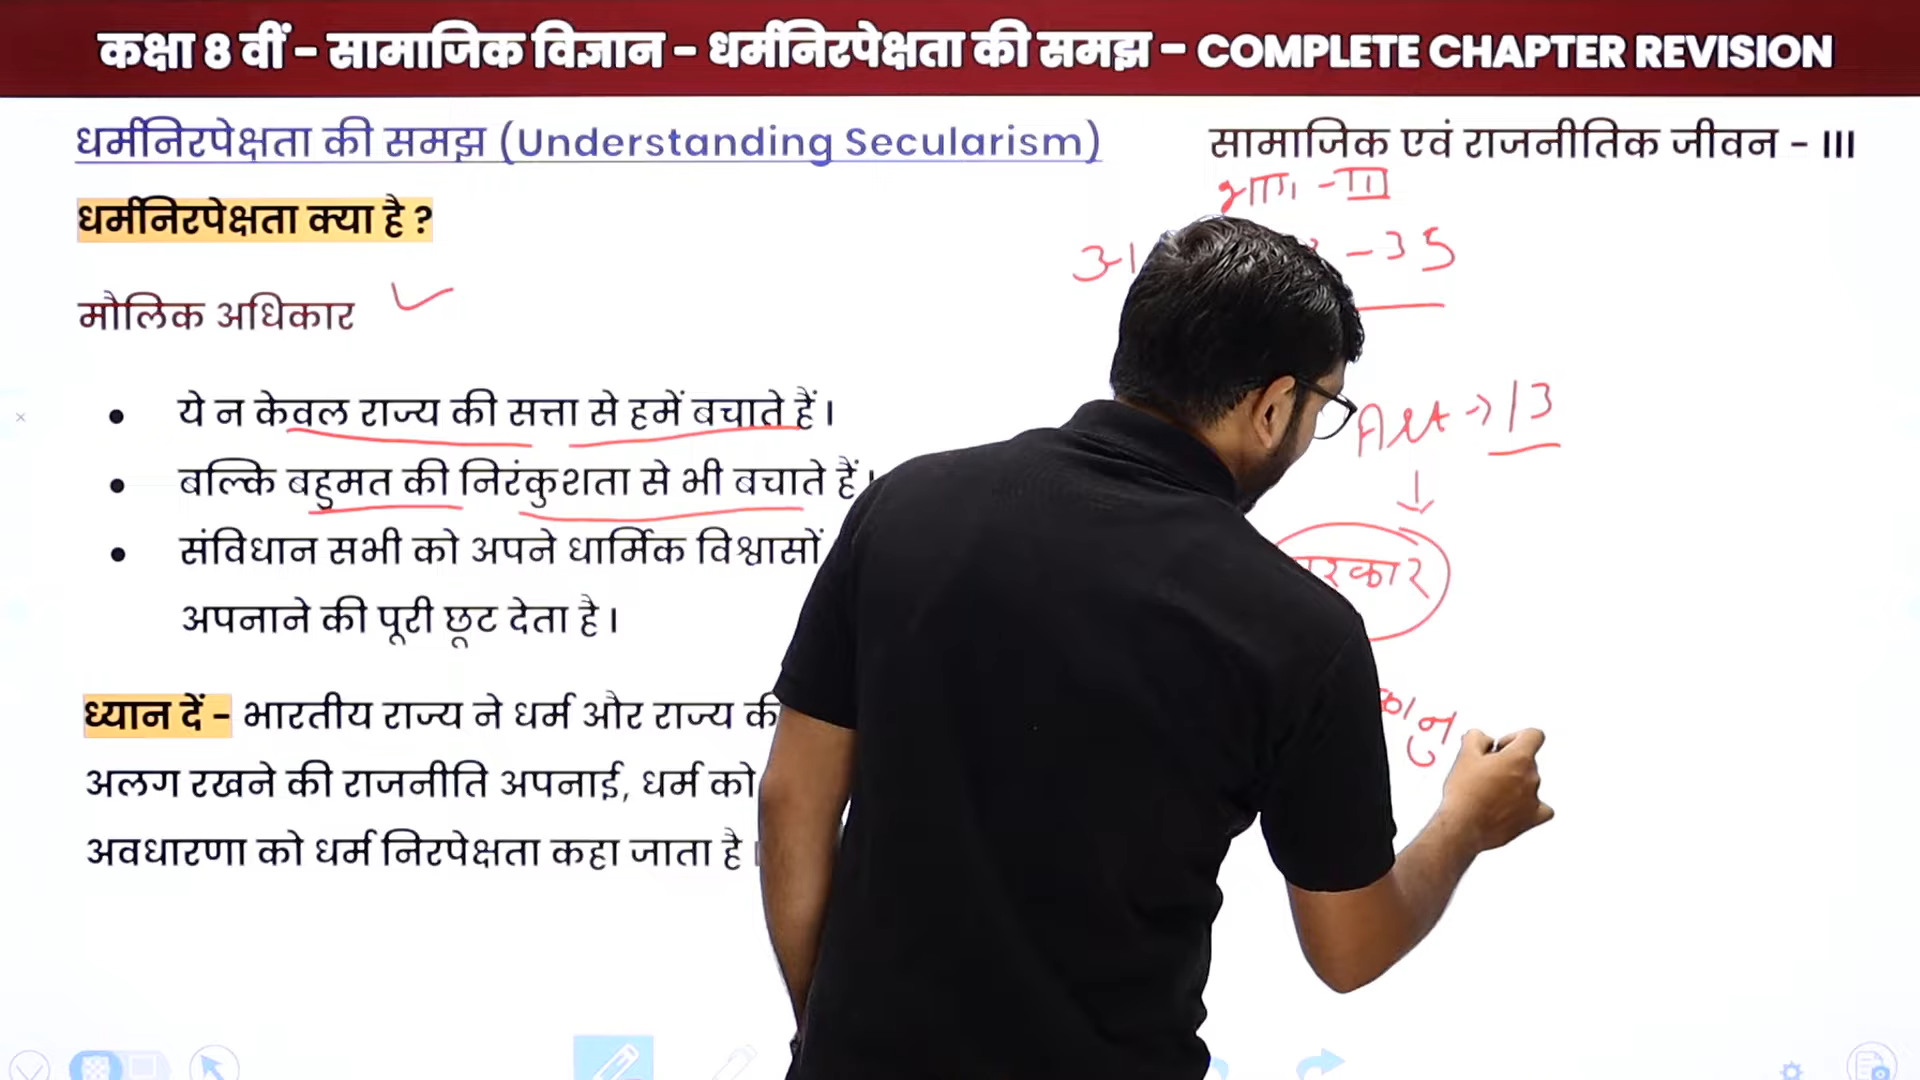 कक्षा 8 वीं - सामाजिक विज्ञान - धर्मनिरपेक्षता की समझ - COMPLETE CHAPTER REVISION
धर्मनिरपेक्षता की समझ (Understanding Secularism)
सामाजिक एवं राजनीतिक जीवन - III
भाग - III
धर्मनिरपेक्षता क्या है ?
- 35
मौलिक अधिकार
ये न केवल राज्य की सत्ता से हमें बचाते हैं।
Art → 13
बल्कि बहुमत की निरंकुशता से भी बचाते हैं।
संविधान सभी को अपने धार्मिक विश्वासों
अपनाने की पूरी छूट देता है।
ध्यान दें - भारतीय राज्य ने धर्म और राज्य की
अलग रखने की राजनीति अपनाई, धर्म को
अवधारणा को धर्म निरपेक्षता कहा जाता है।